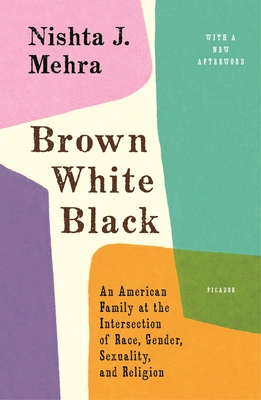 Nishta J.
Mehra
WITH A
NEW
AFTERWORD
Brown
White
Black
An American
Family at the
Intersection
of Race, Gender,
Sexuality,
and Religion
PICADOR